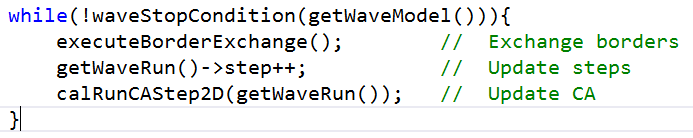 while(!waveStopCondition(getWaveModel())){
    executeBorderExchange();        //  Exchange borders
    getWaveRun()->step++;           //  Update steps
    calRunCAStep2D(getWaveRun());   //  Update CA
}